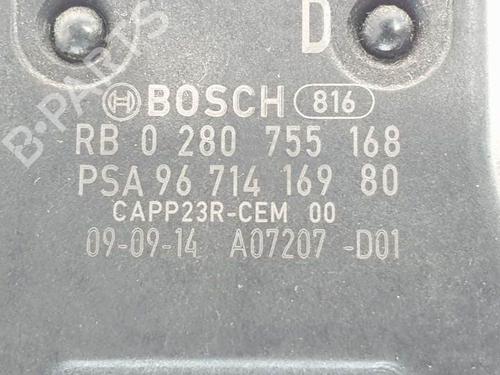 D
BOSCH 816
RB 0 280 755 168
PSA 96 714 169 80
CAPP23R-CEM 00
09-09-14 A07207 -D01
B-PARTS